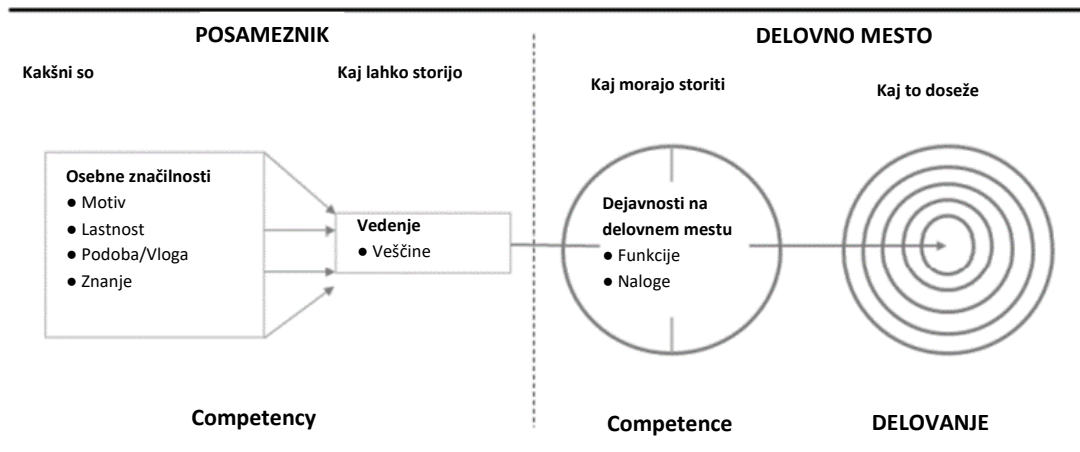 POSAMEZNIK
DELOVNO MESTO
Kakšni so
Kaj lahko storijo
Kaj morajo storiti
Kaj to doseže
Osebne značilnosti
● Motiv
● Lastnost
● Podoba/Vloga
● Znanje
Vedenje
● Veščine
Dejavnosti na
delovnem mestu
● Funkcije
● Naloge
Competency
Competence
DELOVANJE